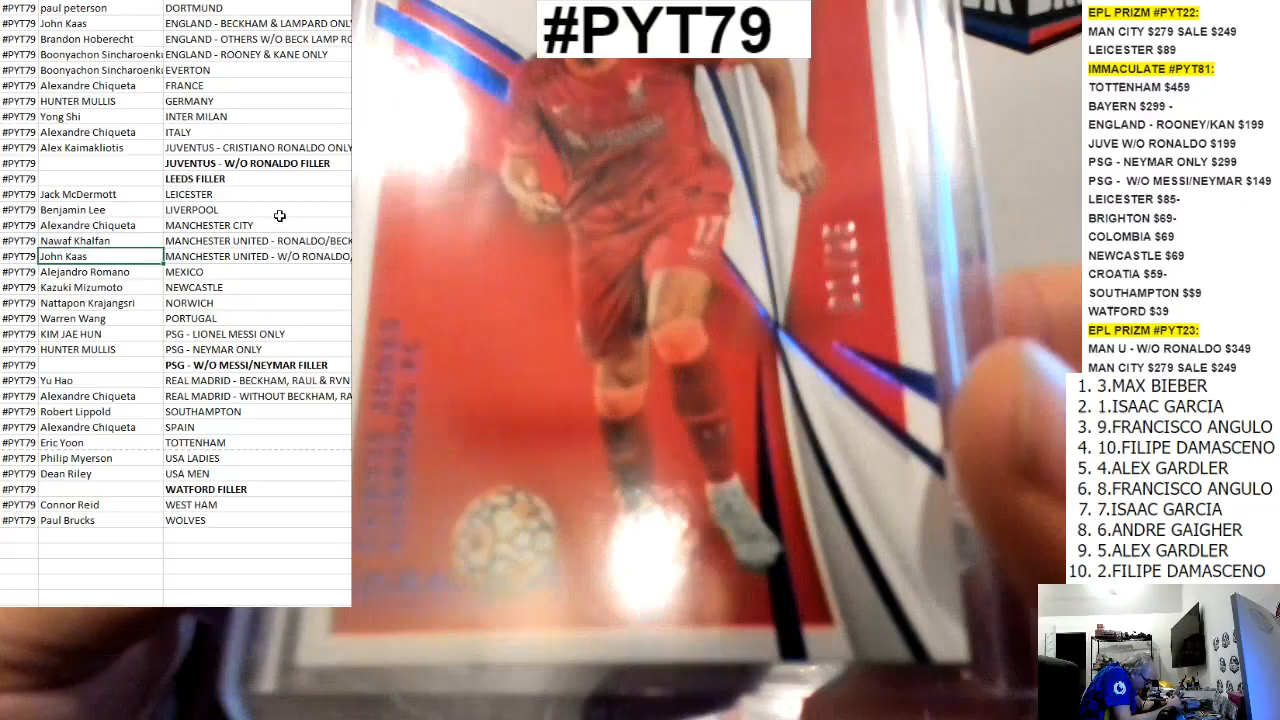 #PYT79 paul peterson DORTMUND
#PYT79 John Kaas ENGLAND - BECKHAM & LAMPARD ONLY
#PYT79 Brandon Hoberecht ENGLAND - OTHERS W/O BECK LAMP RO
#PYT79 Boonyachon Sincharoenku ENGLAND - ROONEY & KANE ONLY
#PYT79 Boonyachon Sincharoenku EVERTON
#PYT79 Alexandre Chiqueta FRANCE
#PYT79 HUNTER MULLIS GERMANY
#PYT79 Yong Shi INTER MILAN
#PYT79 Alexandre Chiqueta ITALY
#PYT79 Alex Kaimakliotis JUVENTUS - CRISTIANO RONALDO ONLY
#PYT79 JUVENTUS - W/O RONALDO FILLER
#PYT79 LEEDS FILLER
#PYT79 Jack McDermott LEICESTER
#PYT79 Benjamin Lee LIVERPOOL
#PYT79 Alexandre Chiqueta MANCHESTER CITY
#PYT79 Nawaf Khalfan MANCHESTER UNITED - RONALDO/BECK
#PYT79 John Kaas MANCHESTER UNITED - W/O RONALDO/
#PYT79 Alejandro Romano MEXICO
#PYT79 Kazuki Mizumoto NEWCASTLE
#PYT79 Nattapon Krajangsri NORWICH
#PYT79 Warren Wang PORTUGAL
#PYT79 KIM JAE HUN PSG - LIONEL MESSI ONLY
#PYT79 HUNTER MULLIS PSG - NEYMAR ONLY
#PYT79 PSG - W/O MESSI/NEYMAR FILLER
#PYT79 Yu Hao REAL MADRID - BECKHAM, RAUL & RVN
#PYT79 Alexandre Chiqueta REAL MADRID - WITHOUT BECKHAM, RA
#PYT79 Robert Lippold SOUTHAMPTON
#PYT79 Alexandre Chiqueta SPAIN
#PYT79 Eric Yoon TOTTENHAM
#PYT79 Philip Myerson USA LADIES
#PYT79 Dean Riley USA MEN
#PYT79 WATFORD FILLER
#PYT79 Connor Reid WEST HAM
#PYT79 Paul Brucks WOLVES
#PYT79
17
EPL PRIZM #PYT22:
MAN CITY $279 SALE $249
LEICESTER $89
IMMACULATE #PYT81:
TOTTENHAM $459
BAYERN $299 -
ENGLAND - ROONEY/KAN $199
JUVE W/O RONALDO $199
PSG - NEYMAR ONLY $299
PSG - W/O MESSI/NEYMAR $149
LEICESTER $85-
BRIGHTON $69-
COLOMBIA $69
NEWCASTLE $69
CROATIA $59-
SOUTHAMPTON $$9
WATFORD $39
EPL PRIZM #PYT23:
MAN U - W/O RONALDO $349
MAN CITY $279 SALE $249
1. 3.MAX BIEBER
2. 1.ISAAC GARCIA
3. 9.FRANCISCO ANGULO
4. 10.FILIPE DAMASCENO
5. 4.ALEX GARDLER
6. 8.FRANCISCO ANGULO
7. 7.ISAAC GARCIA
8. 6.ANDRE GAIGHER
9. 5.ALEX GARDLER
10. 2.FILIPE DAMASCENO